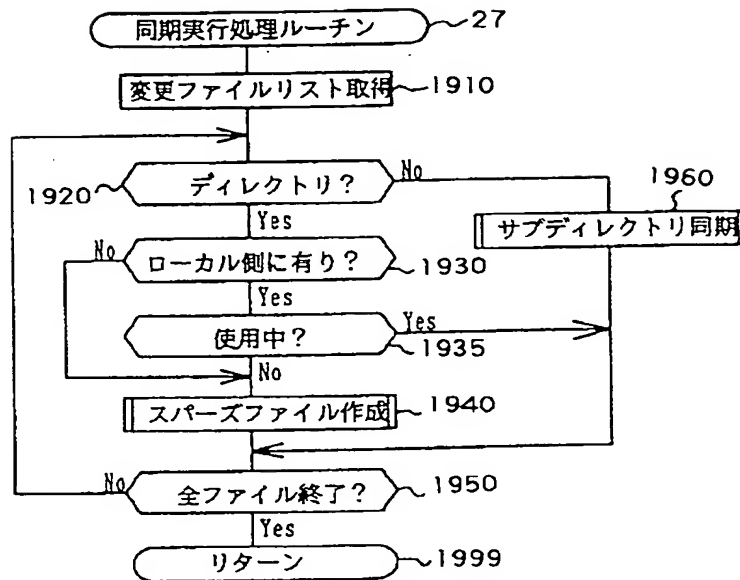 同期実行処理ルーチン 27
変更ファイルリスト取得 1910
1920 ディレクトリ? No
1960
Yes
サブディレクトリ同期
No ローカル側に有り? 1930
Yes
使用中? Yes 1935
No
スパーズファイル作成 1940
No 全ファイル終了? 1950
Yes
リターン 1999